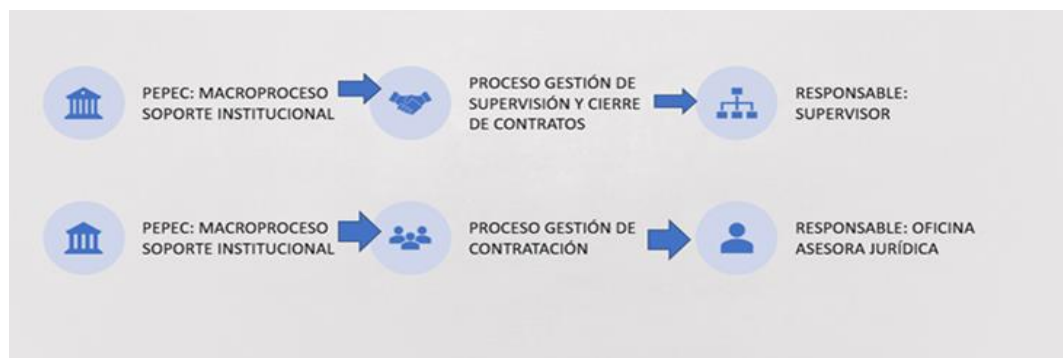 PEPEC: MACROPROCESO
SOPORTE INSTITUCIONAL
PROCESO GESTIÓN DE
SUPERVISIÓN Y CIERRE
DE CONTRATOS
RESPONSABLE:
SUPERVISOR
PEPEC: MACROPROCESO
SOPORTE INSTITUCIONAL
PROCESO GESTIÓN DE
CONTRATACIÓN
RESPONSABLE: OFICINA
ASESORA JURÍDICA